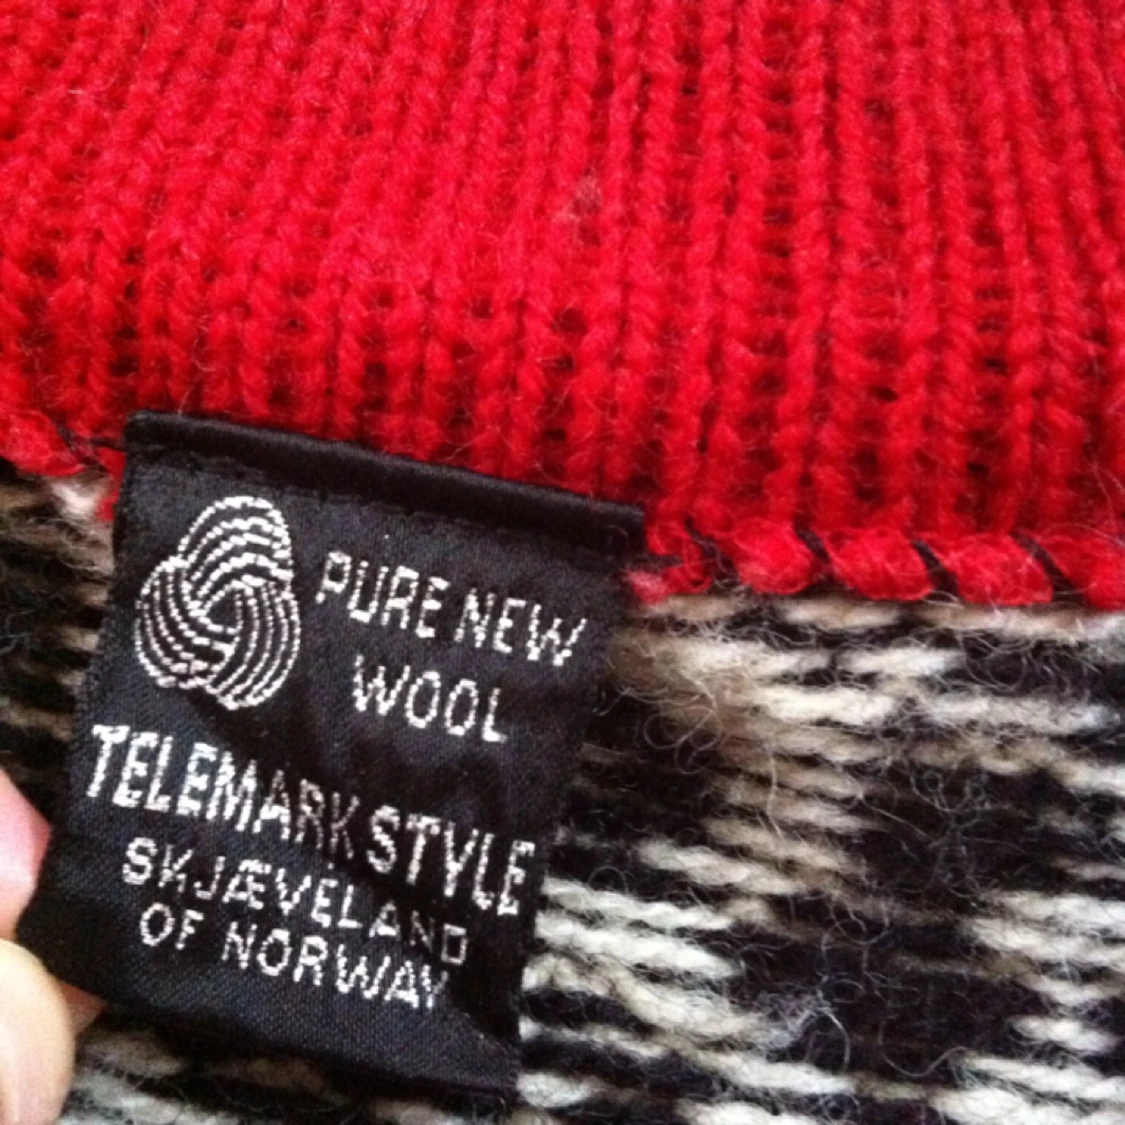 PURE NEW
WOOL
TELEMARK STYLE
SKJÆVELAND
OF NORWAY